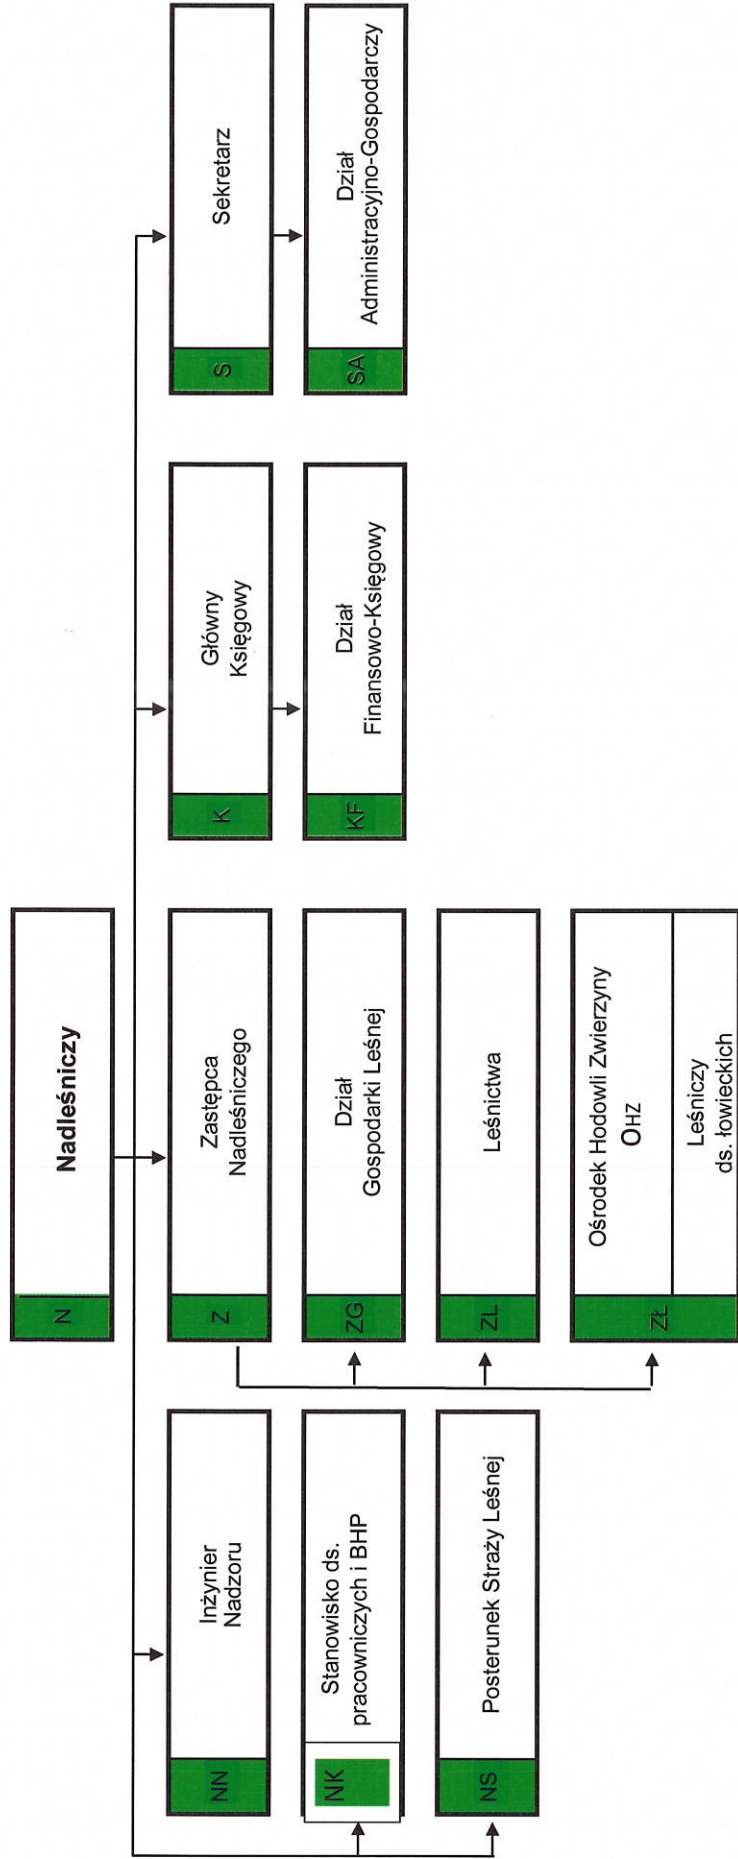 N
Nadleśniczy
NN
Inżynier
Nadzoru
NK
Stanowisko ds.
pracowniczych i BHP
NS
Posterunek Straży Leśnej
Z
Zastępca
Nadleśniczego
ZG
Dział
Gospodarki Leśnej
ZL
Leśnictwa
ZŁ
Ośrodek Hodowli Zwierzyny
OHZ
Leśniczy
ds. łowieckich
K
Główny
Księgowy
KF
Dział
Finansowo-Księgowy
S
Sekretarz
SA
Dział
Administracyjno-Gospodarczy